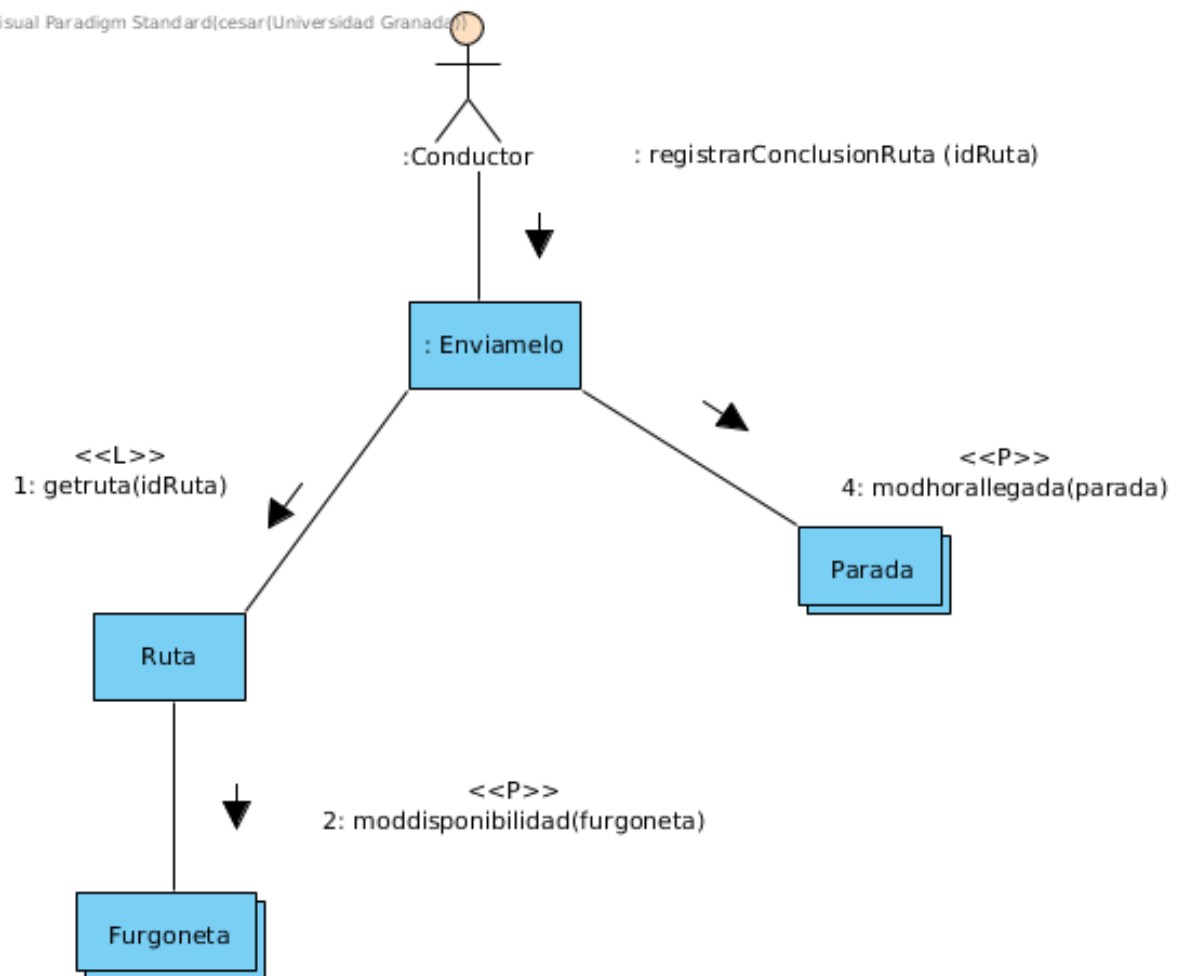 isual Paradigm Standard(cesar(Universidad Granada))
:Conductor
: registrarConclusionRuta (idRuta)
: Enviamelo
<<L>>
1: getruta(idRuta)
<<P>>
4: modhorallegada(parada)
Parada
Ruta
<<P>>
2: moddisponibilidad(furgoneta)
Furgoneta